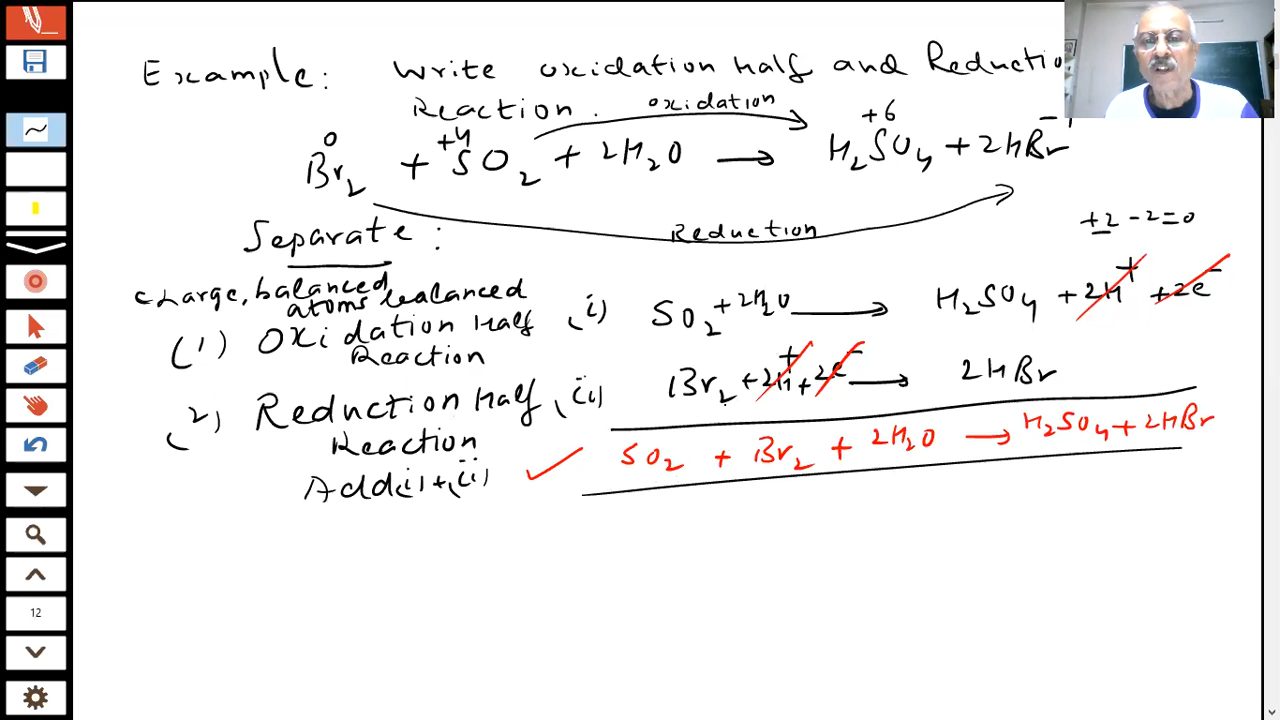 Example: Write oxidation Half and Reductio
Reaction. oxidation
0 +4 +6 -1
Br2 + SO2 + 2H2O → H2SO4 + 2HBr
Reduction
Separate:
+2 -2=0
charge, balanced
atoms balanced
(1) Oxidation Half Reaction (i) SO2 + 2H2O → H2SO4 + 2H+ + 2e-
(2) Reduction Half Reaction (ii) Br2 + 2H+ + 2e- → 2HBr
Add (i) + (ii) ✓ SO2 + Br2 + 2H2O → H2SO4 + 2HBr
12